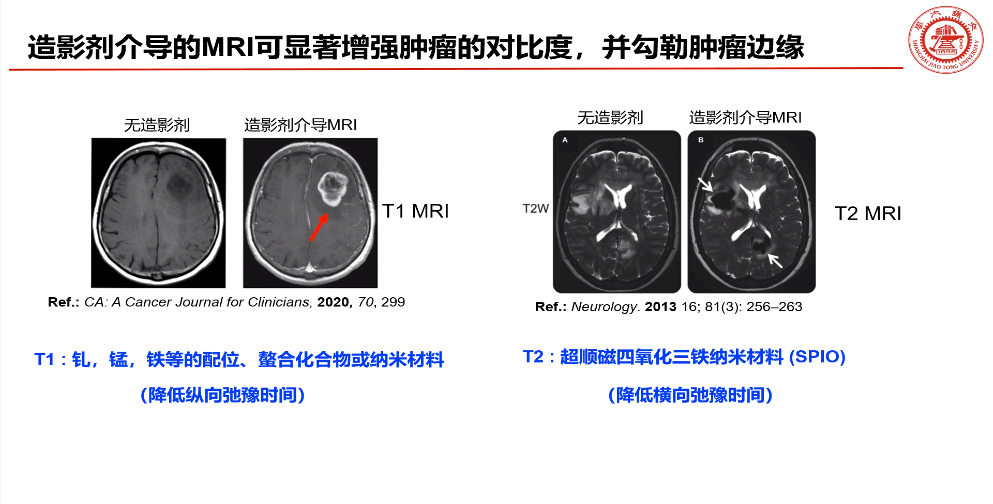 造影剂介导的MRI可显著增强肿瘤的对比度，并勾勒肿瘤边缘
SHANGHAI JIAO TONG UNIVERSITY
无造影剂
造影剂介导MRI
T1 MRI
Ref.: CA: A Cancer Journal for Clinicians, 2020, 70, 299
T1：钆，锰，铁等的配位、螯合化合物或纳米材料
（降低纵向弛豫时间）
无造影剂
造影剂介导MRI
A
B
T2W
T2 MRI
Ref.: Neurology. 2013 16; 81(3): 256–263
T2：超顺磁四氧化三铁纳米材料 (SPIO)
（降低横向弛豫时间）